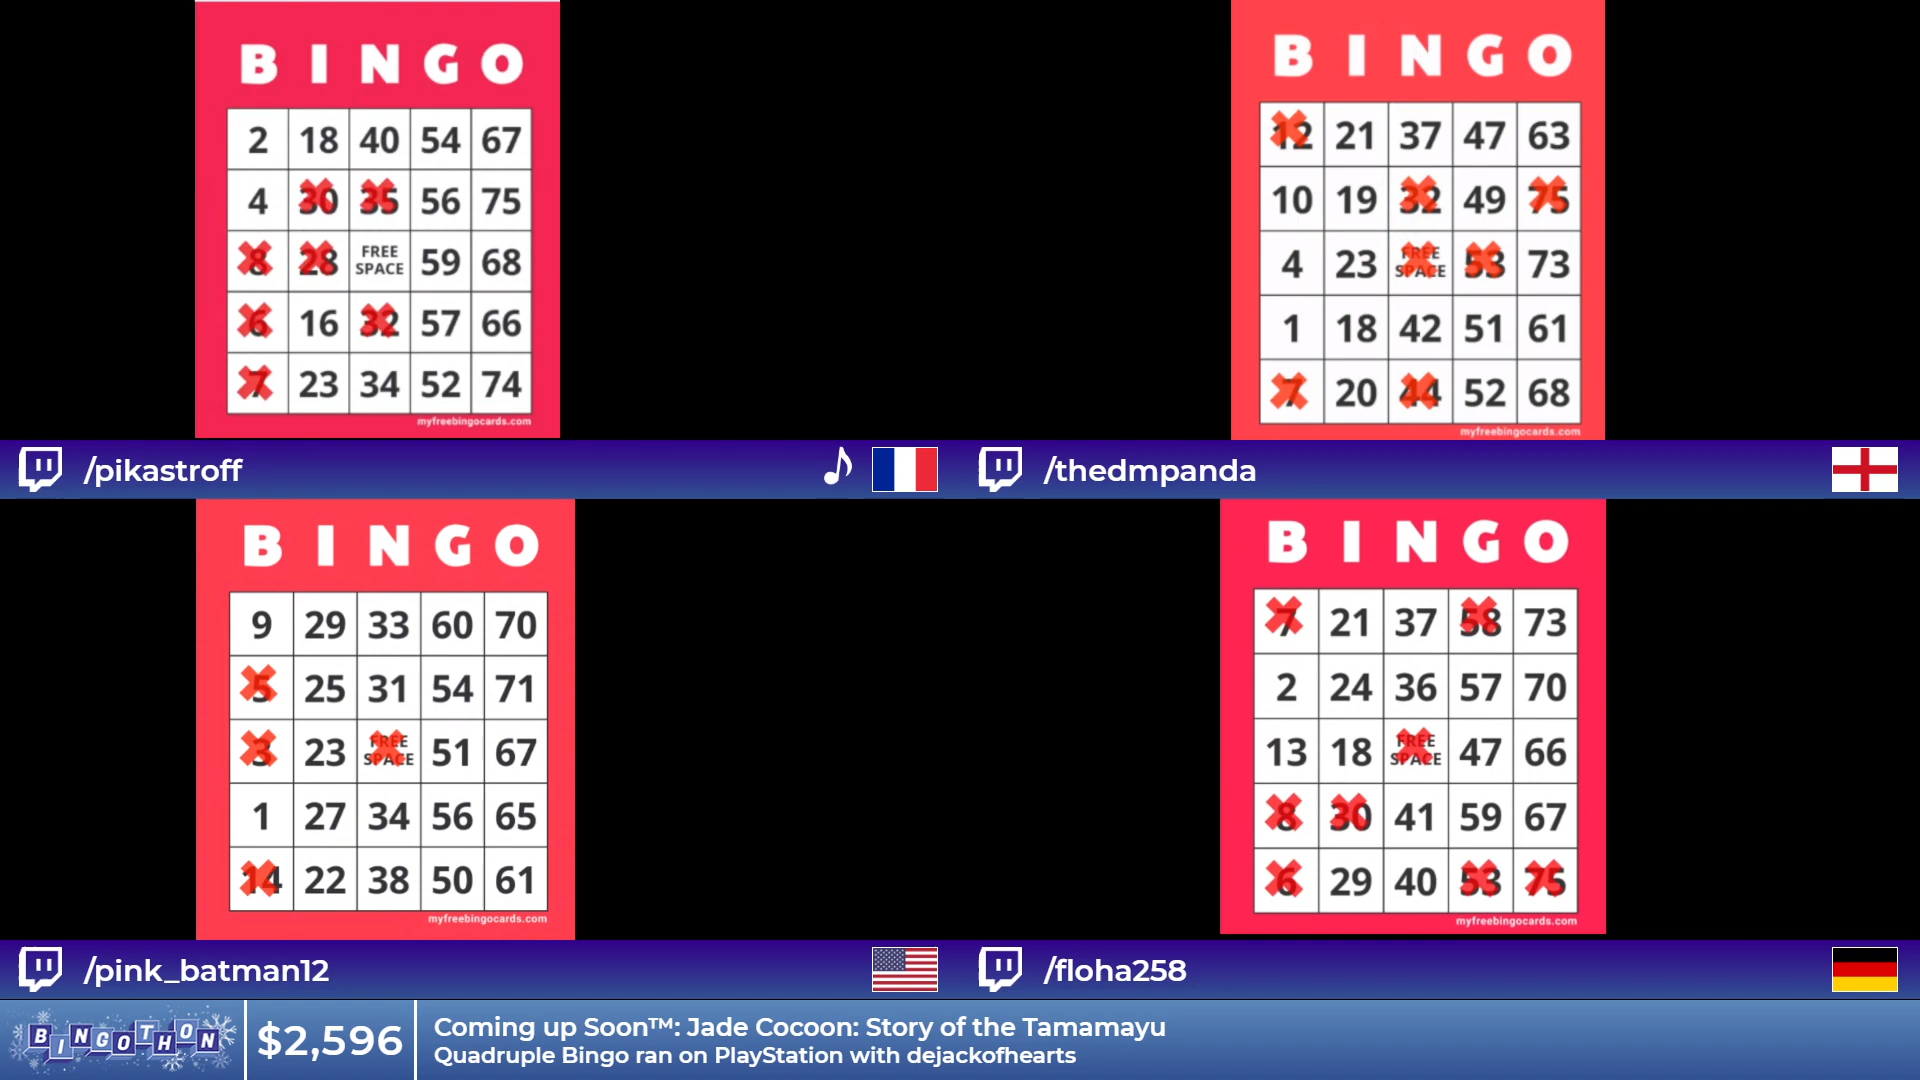 B I N G O
2 18 40 54 67
4 30 35 56 75
8 28 FREE SPACE 59 68
6 16 32 57 66
7 23 34 52 74
myfreebingocards.com
/pikastroff
B I N G O
12 21 37 47 63
10 19 32 49 75
4 23 FREE SPACE 53 73
1 18 42 51 61
7 20 44 52 68
myfreebingocards.com
/thedmpanda
B I N G O
9 29 33 60 70
5 25 31 54 71
3 23 FREE SPACE 51 67
1 27 34 56 65
14 22 38 50 61
myfreebingocards.com
/pink_batman12
B I N G O
7 21 37 58 73
2 24 36 57 70
13 18 FREE SPACE 47 66
8 30 41 59 67
6 29 40 53 75
myfreebingocards.com
/floha258
BINGOTHON
$2,596
Coming up Soon™: Jade Cocoon: Story of the Tamamayu
Quadruple Bingo ran on PlayStation with dejackofhearts